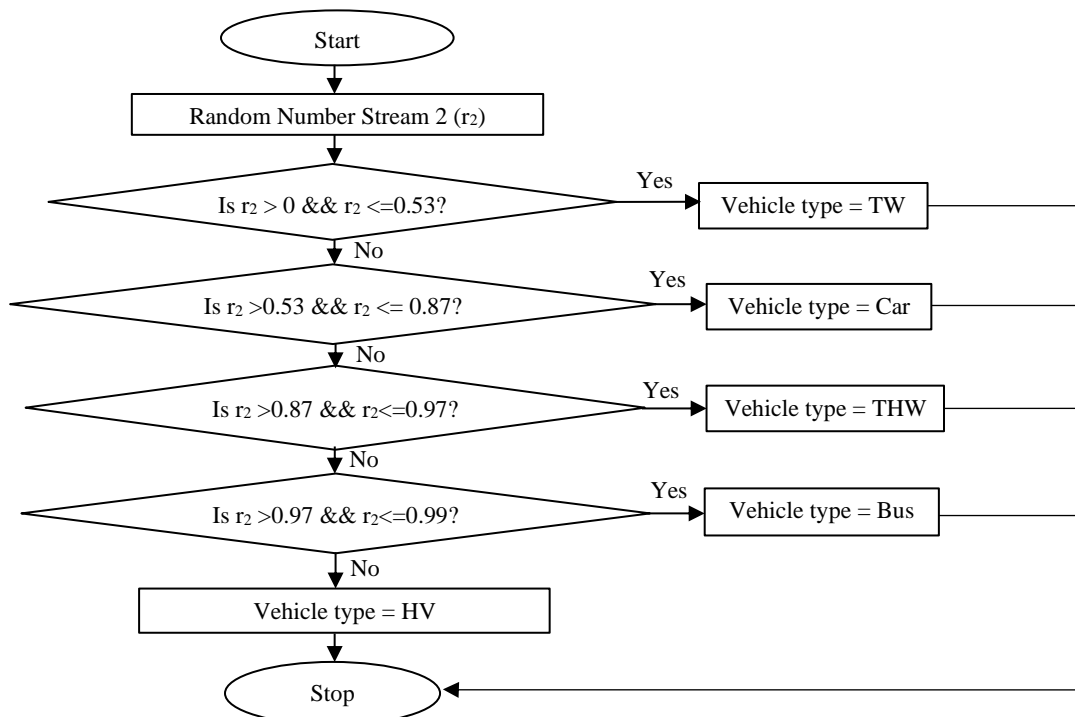 Start
Random Number Stream 2 (r₂)
Is r₂ > 0 && r₂ <=0.53?
Yes
Vehicle type = TW
No
Is r₂ >0.53 && r₂ <= 0.87?
Yes
Vehicle type = Car
No
Is r₂ >0.87 && r₂<=0.97?
Yes
Vehicle type = THW
No
Is r₂ >0.97 && r₂<=0.99?
Yes
Vehicle type = Bus
No
Vehicle type = HV
Stop